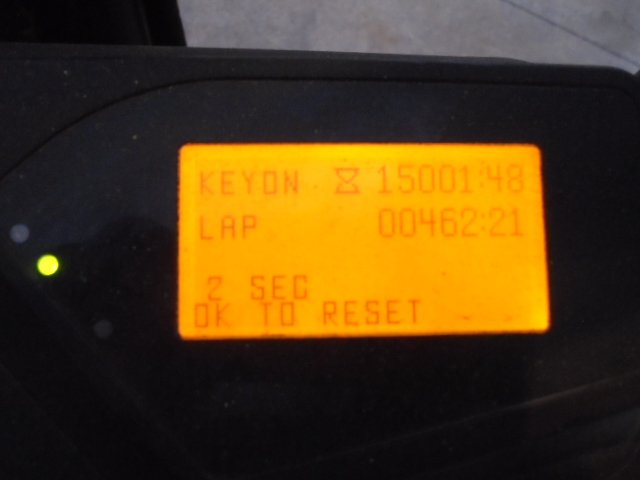 KEYON 15001:48
LAP 00462:21
2 SEC
OK TO RESET